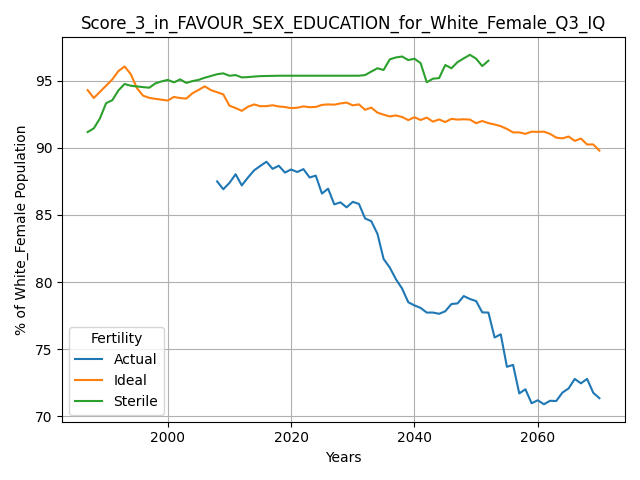 Score_3_in_FAVOUR_SEX_EDUCATION_for_White_Female_Q3_IQ
% of White_Female Population
95
90
85
80
75
70
Fertility
Actual
Ideal
Sterile
2000
2020
2040
2060
Years